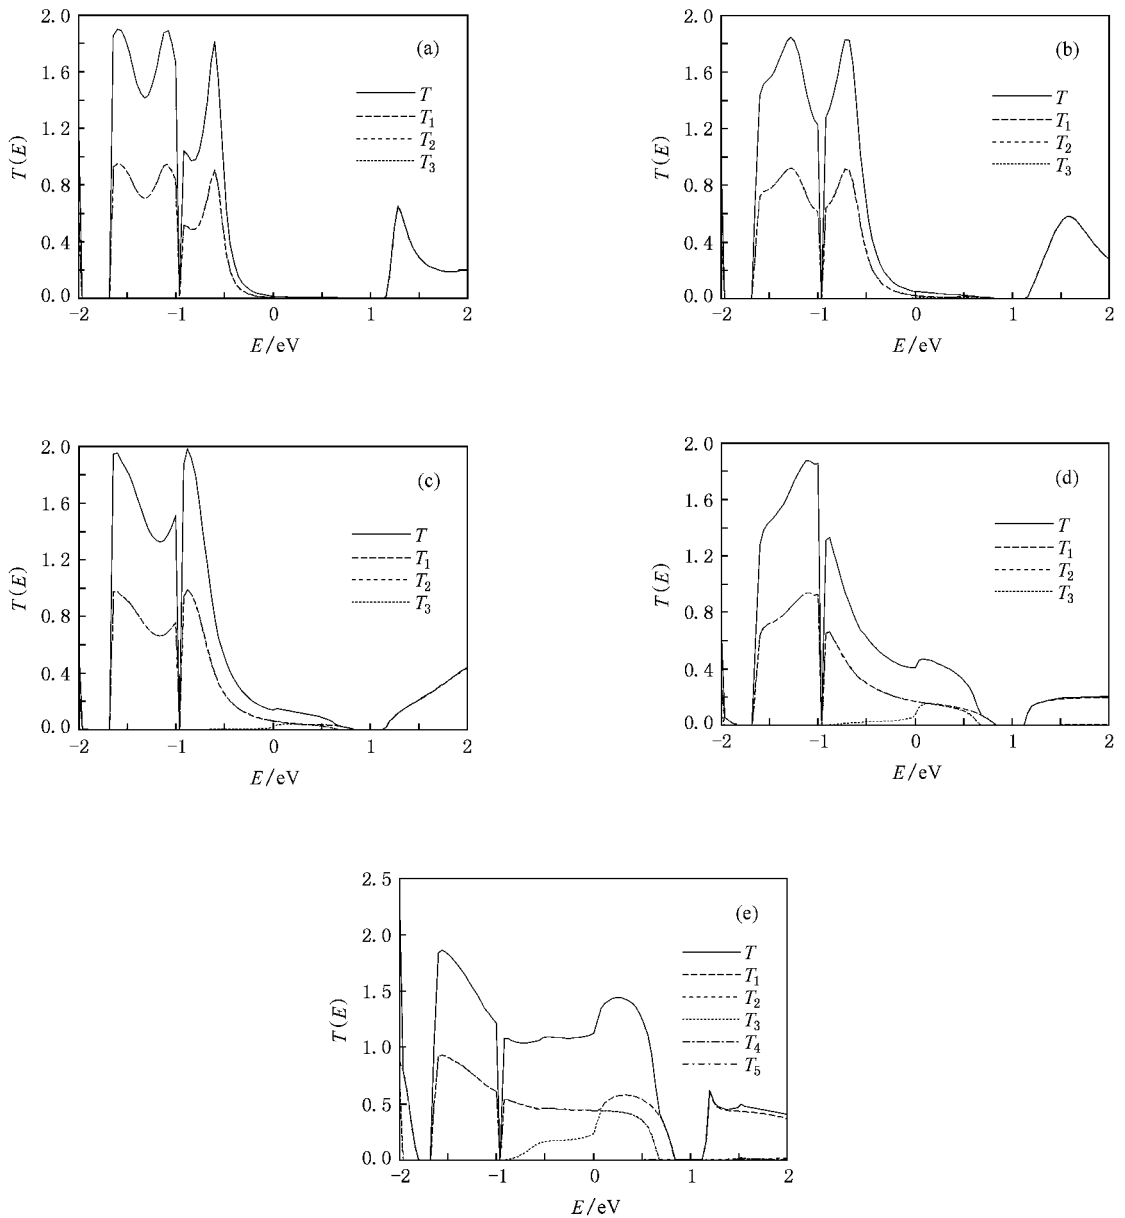 2.0
1.6
1.2
0.8
0.4
0.0
T(E)
(a)
T
T₁
T₂
T₃
−2 −1 0 1 2
E/eV
2.0
1.6
1.2
0.8
0.4
0.0
T(E)
(b)
T
T₁
T₂
T₃
−2 −1 0 1 2
E/eV
2.0
1.6
1.2
0.8
0.4
0.0
T(E)
(c)
T
T₁
T₂
T₃
−2 −1 0 1 2
E/eV
2.0
1.6
1.2
0.8
0.4
0.0
T(E)
(d)
T
T₁
T₂
T₃
−2 −1 0 1 2
E/eV
2.5
2.0
1.5
1.0
0.5
0.0
T(E)
(e)
T
T₁
T₂
T₃
T₄
T₅
−2 −1 0 1 2
E/eV